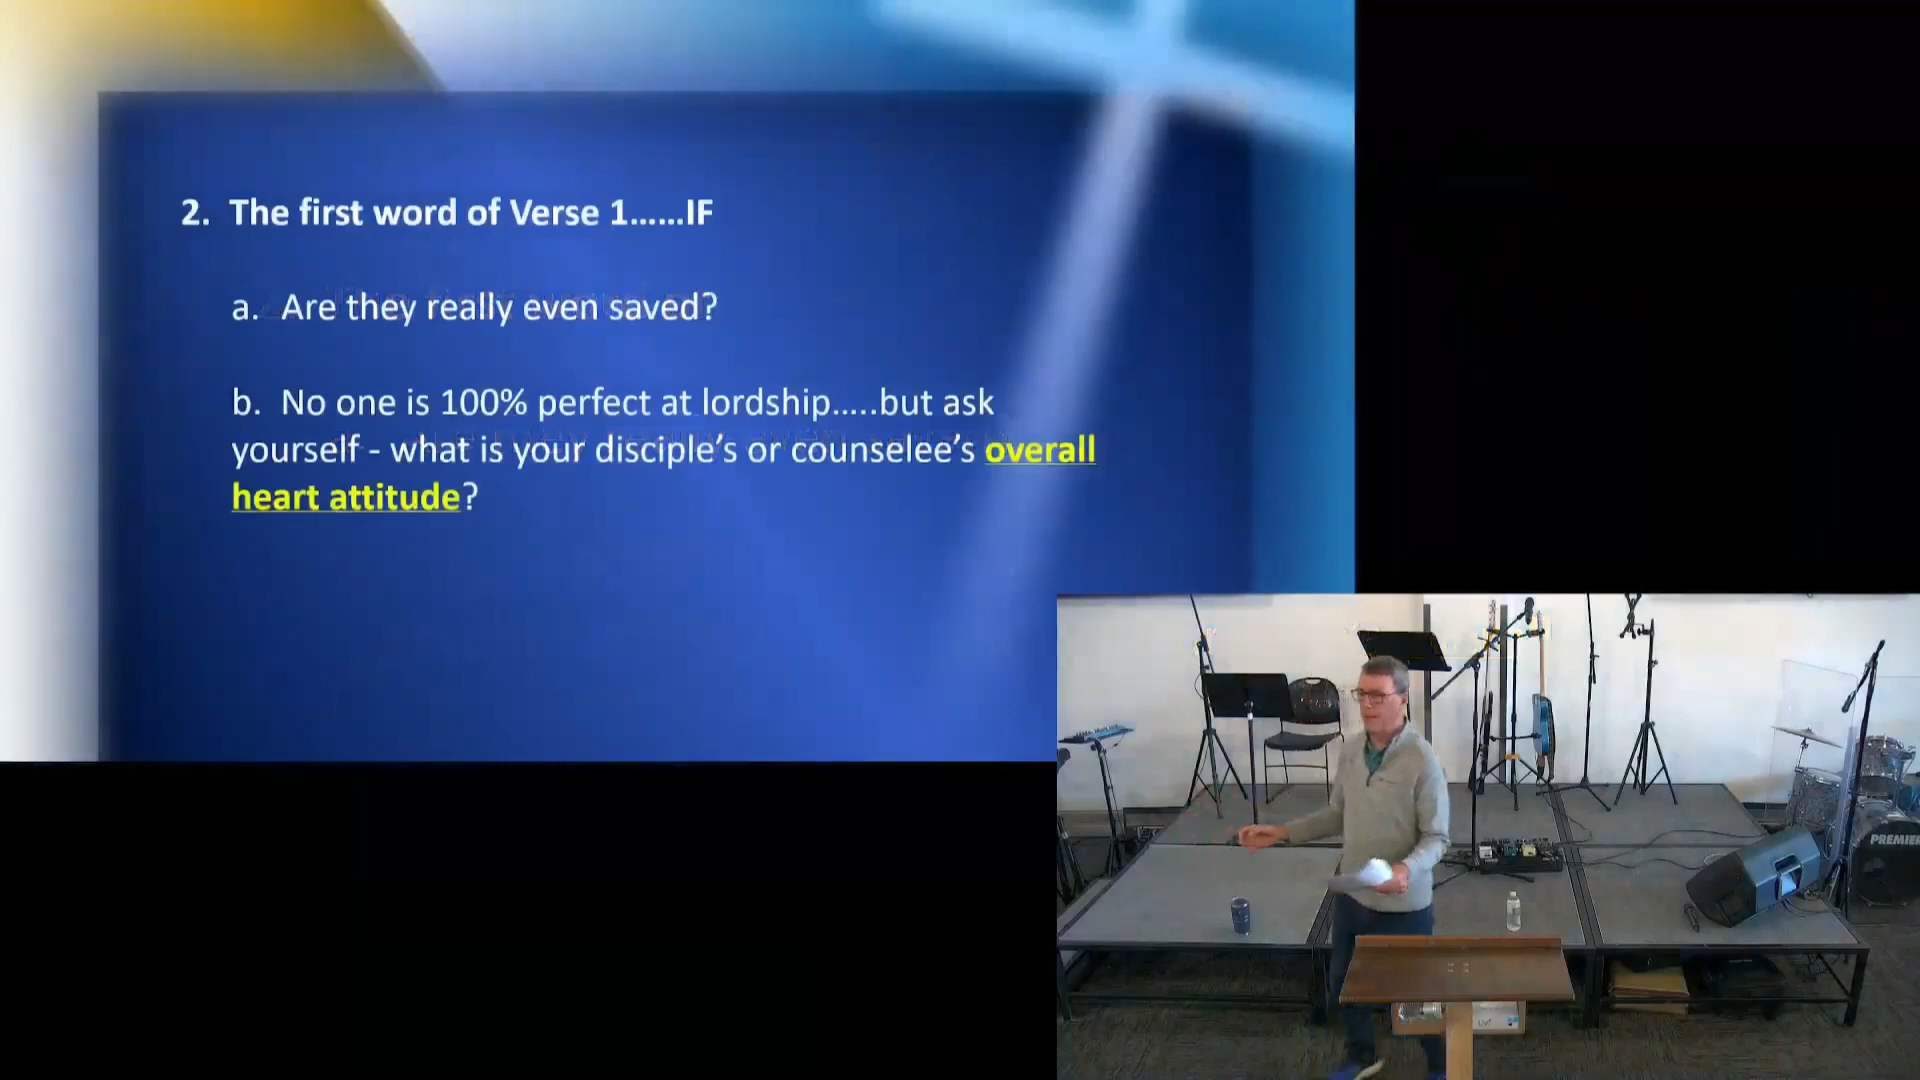 2. The first word of Verse 1......IF
a. Are they really even saved?
b. No one is 100% perfect at lordship.....but ask
yourself - what is your disciple’s or counselee’s overall
heart attitude?
PREMIER